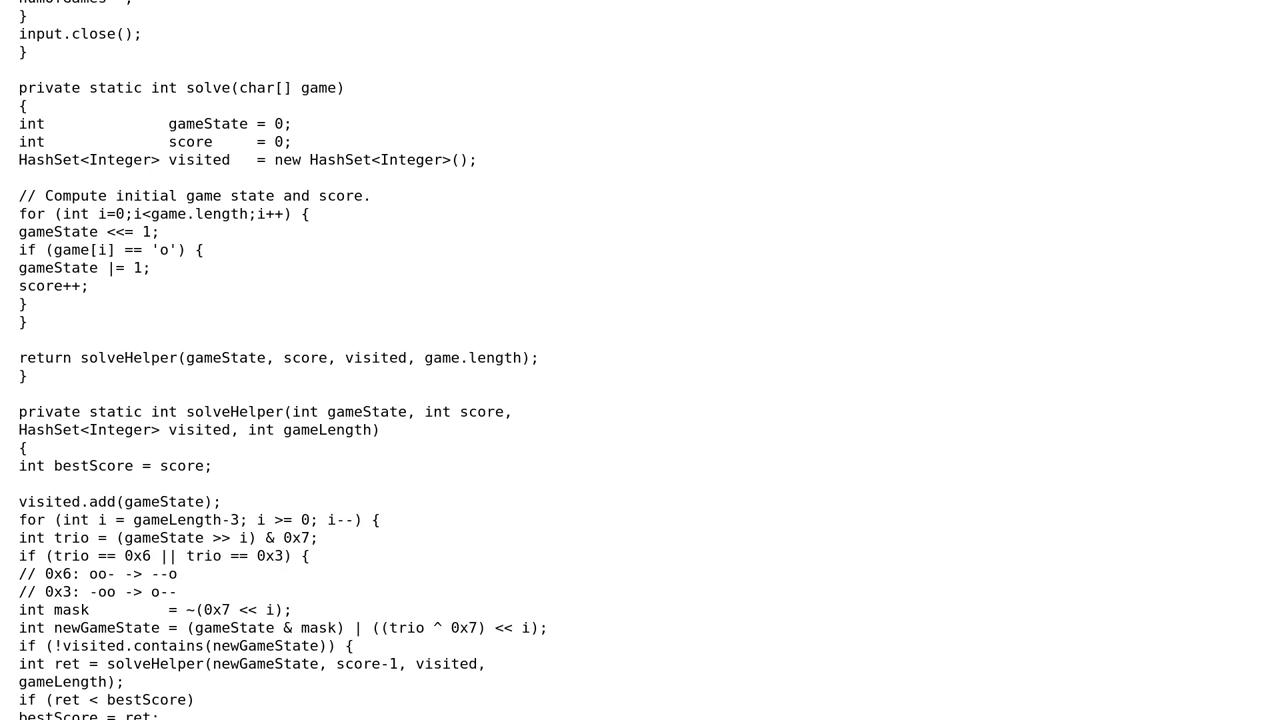 }
input.close();
}
private static int solve(char[] game)
{
int              gameState = 0;
int              score     = 0;
HashSet<Integer> visited   = new HashSet<Integer>();
// Compute initial game state and score.
for (int i=0;i<game.length;i++) {
gameState <<= 1;
if (game[i] == 'o') {
gameState |= 1;
score++;
}
}
return solveHelper(gameState, score, visited, game.length);
}
private static int solveHelper(int gameState, int score,
HashSet<Integer> visited, int gameLength)
{
int bestScore = score;
visited.add(gameState);
for (int i = gameLength-3; i >= 0; i--) {
int trio = (gameState >> i) & 0x7;
if (trio == 0x6 || trio == 0x3) {
// 0x6: oo- -> --o
// 0x3: -oo -> o--
int mask         = ~(0x7 << i);
int newGameState = (gameState & mask) | ((trio ^ 0x7) << i);
if (!visited.contains(newGameState)) {
int ret = solveHelper(newGameState, score-1, visited,
gameLength);
if (ret < bestScore)
bestScore = ret;